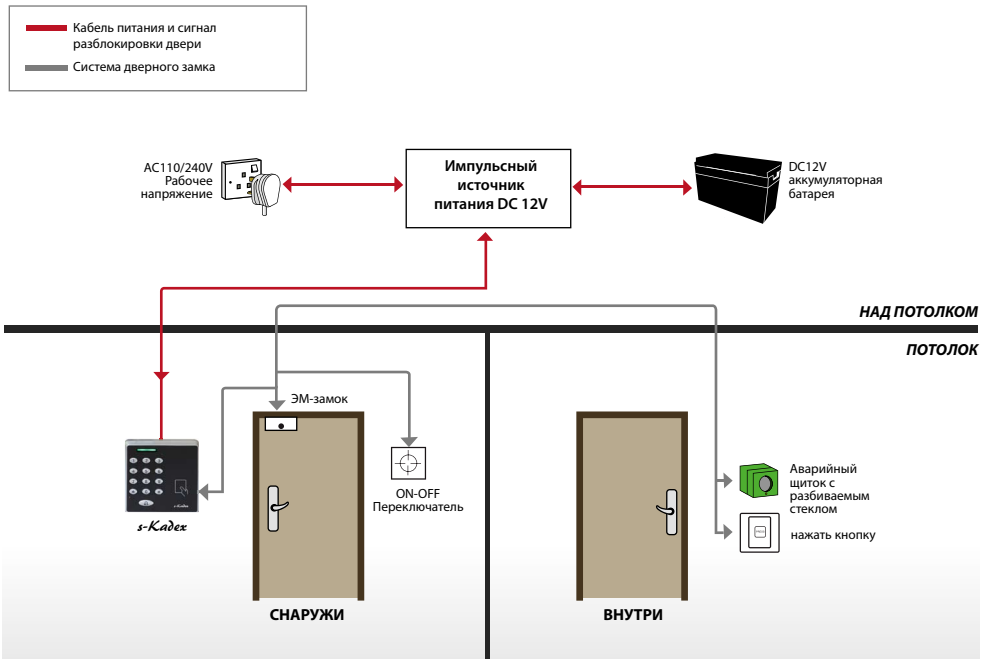 Кабель питания и сигнал
разблокировки двери
Система дверного замка
AC110/240V
Рабочее
напряжение
Импульсный
источник
питания DC 12V
DC12V
аккумуляторная
батарея
НАД ПОТОЛКОМ
ПОТОЛОК
ЭМ-замок
s-Kadex
ON-OFF
Переключатель
Аварийный
щиток с
разбиваемым
стеклом
нажать кнопку
СНАРУЖИ
ВНУТРИ